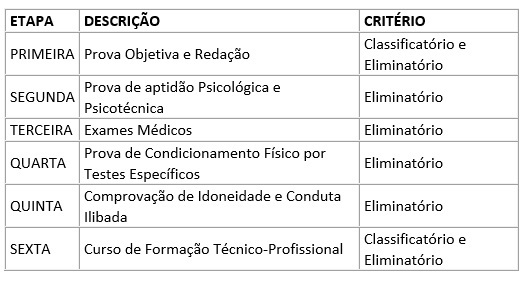 ETAPA DESCRIÇÃO CRITÉRIO
PRIMEIRA Prova Objetiva e Redação Classificatório e
Eliminatório
SEGUNDA Prova de aptidão Psicológica e
Psicotécnica Eliminatório
TERCEIRA Exames Médicos Eliminatório
QUARTA Prova de Condicionamento Físico por
Testes Específicos Eliminatório
QUINTA Comprovação de Idoneidade e Conduta
Ilibada Eliminatório
SEXTA Curso de Formação Técnico-Profissional Classificatório e
Eliminatório